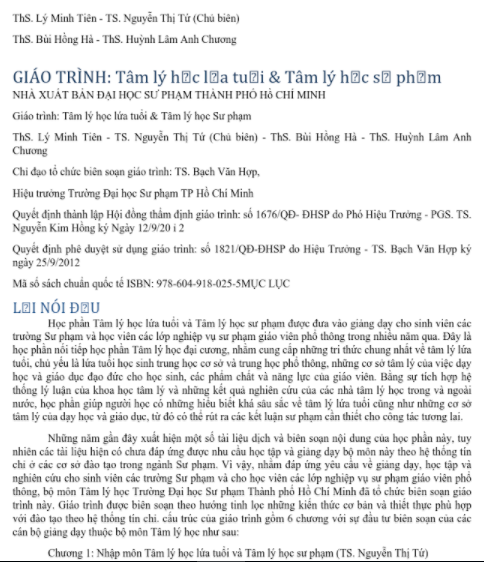 ThS. Lý Minh Tiên - TS. Nguyễn Thị Tứ (Chủ biên)
ThS. Bùi Hồng Hà - ThS. Huỳnh Lâm Anh Chương
GIÁO TRÌNH: Tâm lý h�c l�a tu�i & Tâm lý h�c s� ph�m
NHÀ XUẤT BẢN ĐẠI HỌC SƯ PHẠM THÀNH PHỐ Hồ CHÍ MINH
Giáo trình: Tâm lý học lứa tuổi & Tâm lý học Sư phạm
ThS. Lý Minh Tiên - TS. Nguyễn Thị Tứ (Chủ biên) - ThS. Bùi Hồng Hà - ThS. Huỳnh Lâm Anh
Chương
Chỉ đạo tổ chức biên soạn giáo trình: TS. Bạch Văn Hợp,
Hiệu trưởng Trường Đại học Sư phạm TP Hồ Chí Minh
Quyết định thành lập Hội đồng thẩm định giáo trình: số 1676/QĐ- ĐHSP do Phó Hiệu Trưởng - PGS. TS.
Nguyễn Kim Hồng ký Ngày 12/9/20 i 2
Quyết định phê duyệt sử dụng giáo trình: số 1821/QĐ-ĐHSP do Hiệu Trưởng - TS. Bạch Văn Hợp ký
ngày 25/9/2012
Mã số sách chuẩn quốc tế ISBN: 978-604-918-025-5MỤC LỤC
L�I NÓI Đ�U
Học phần Tâm lý học lứa tuổi và Tâm lý học sư phạm được đưa vào giảng dạy cho sinh viên các
trường Sư phạm và học viên các lớp nghiệp vụ sư phạm giáo viên phổ thông trong nhiều năm qua. Đây là
học phần nối tiếp học phần Tâm lý học đại cương, nhằm cung cấp những tri thức chung nhất về tâm lý lứa
tuổi, chủ yếu là lứa tuổi học sinh trung học cơ sở và trung học phổ thông, những cơ sở tâm lý của việc dạy
học và giáo dục đạo đức cho học sinh, các phẩm chất và năng lực của giáo viên. Bằng sự tích hợp hệ
thống lý luận của khoa học tâm lý và những kết quả nghiên cứu của các nhà tâm lý học trong và ngoài
nước, học phần giúp người học có những hiểu biết khá sâu sắc về tâm lý lứa tuổi cũng như những cơ sở
tâm lý của dạy học và giáo dục, từ đó có thể rút ra các kết luận sư phạm cần thiết cho công tác tương lai.
Những năm gần đây xuất hiện một số tài liệu dịch và biên soạn nội dung của học phần này, tuy
nhiên các tài liệu hiện có chưa đáp ứng được nhu cầu học tập và giảng dạy bộ môn này theo hệ thống tín
chỉ ở các cơ sở đào tạo trong ngành Sư phạm. Vì vậy, nhằm đáp ứng yêu cầu về giảng dạy, học tập và
nghiên cứu cho sinh viên các trường Sư phạm và cho học viên các lớp nghiệp vụ sư phạm giáo viên phổ
thông, bộ môn Tâm lý học Trường Đại học Sư phạm Thành phố Hồ Chí Minh đã tổ chức biên soạn giáo
trình này. Giáo trình được biên soạn theo hướng tinh lọc những kiến thức cơ bản và thiết thực phù hợp
với đào tạo theo hệ thống tín chỉ. cấu trúc của giáo trình gồm 6 chương với sự đầu tư biên soạn của các
cán bộ giảng dạy thuộc bộ môn Tâm lý học như sau:
Chương 1: Nhập môn Tâm lý học lứa tuổi và Tâm lý học sư phạm (TS. Nguyễn Thị Tứ)